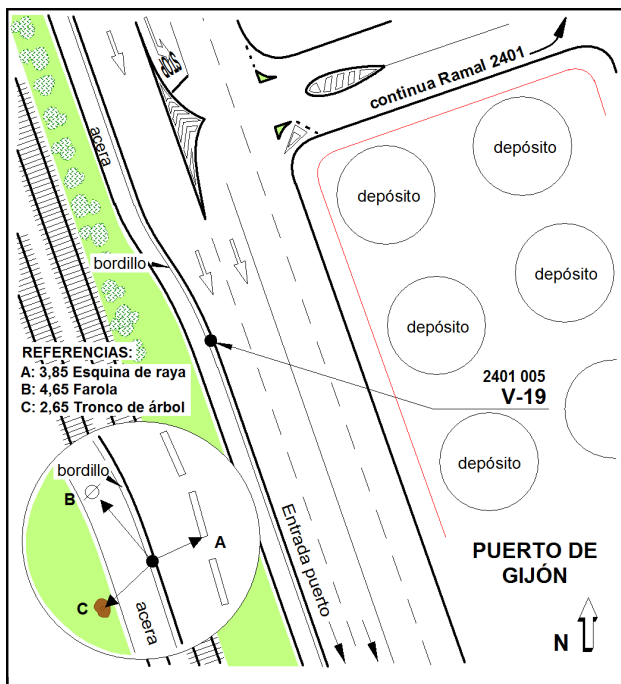 continua Ramal 2401
acera
depósito
depósito
bordillo
depósito
depósito
REFERENCIAS:
A: 3,85 Esquina de raya
B: 4,65 Farola
C: 2,65 Tronco de árbol
2401 005
V-19
depósito
bordillo
B
A
C
acera
Entrada puerto
PUERTO DE
GIJÓN
N